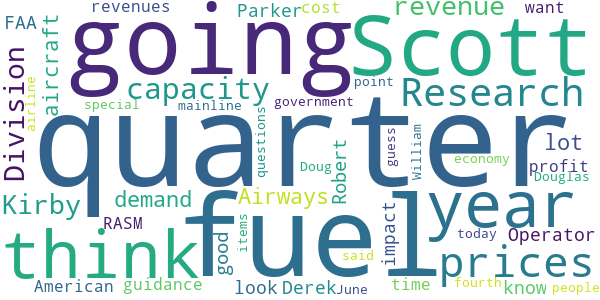 revenues Parker cost revenue want
FAA going Scott
aircraft point
Division capacity Research
airline special mainline government
quarter
questions Doug Robert guess William lot
economy profit Douglas
Kirby demand Airways year
RASM fuel impact today Operator
think good items said prices
American guidance look Derek June time fourth know people